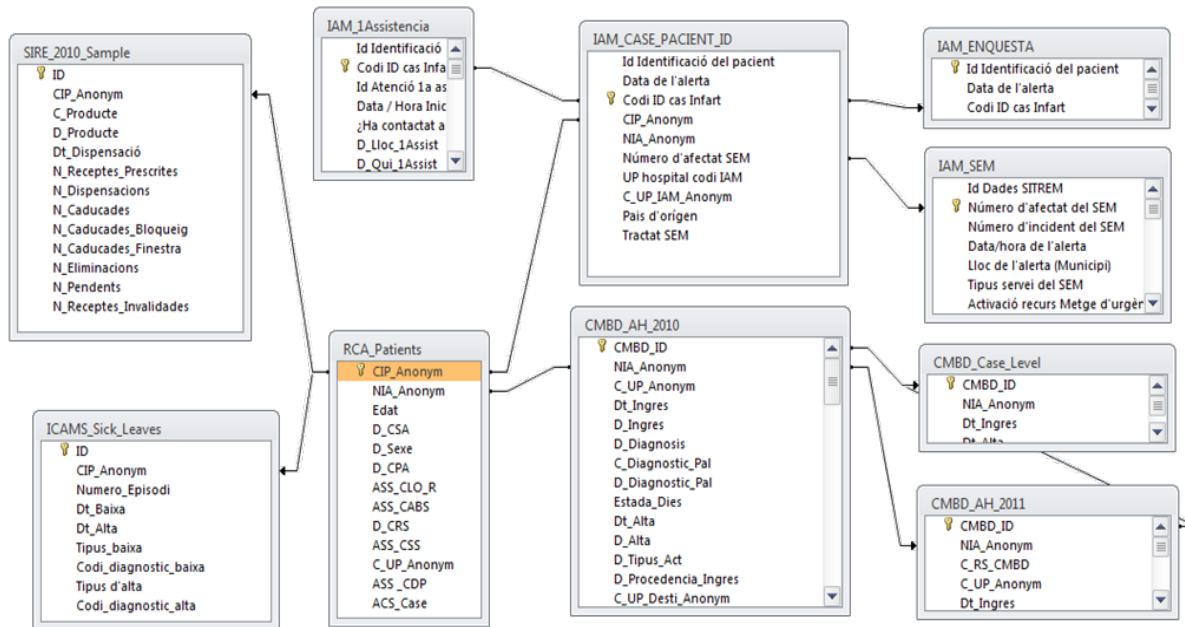 SIRE_2010_Sample
ID
CIP_Anonym
C_Producte
D_Producte
Dt_Dispensació
N_Receptes_Prescrites
N_Dispensacions
N_Caducades
N_Caducades_Bloqueig
N_Caducades_Finestra
N_Eliminacions
N_Pendents
N_Receptes_Invalidades
IAM_1Assistencia
Id Identificació
Codi ID cas Infa
Id Atenció 1a as
Data / Hora Inic
¿Ha contactat a
D_Lloc_1Assist
D_Qui_1Assist
IAM_CASE_PACIENT_ID
Id Identificació del pacient
Data de l'alerta
Codi ID cas Infart
CIP_Anonym
NIA_Anonym
Número d'afectat SEM
UP hospital codi IAM
C_UP_IAM_Anonym
Pais d'orígen
Tractat SEM
IAM_ENQUESTA
Id Identificació del pacient
Data de l'alerta
Codi ID cas Infart
IAM_SEM
Id Dades SITREM
Número d'afectat del SEM
Número d'incident del SEM
Data/hora de l'alerta
Lloc de l'alerta (Municipi)
Tipus servei del SEM
Activació recurs Metge d'urgèn
ICAMS_Sick_Leaves
ID
CIP_Anonym
Numero_Episodi
Dt_Baixa
Dt_Alta
Tipus_baixa
Codi_diagnostic_baixa
Tipus d'alta
Codi_diagnostic_alta
RCA_Patients
CIP_Anonym
NIA_Anonym
Edat
D_CSA
D_Sexe
D_CPA
ASS_CLO_R
ASS_CABS
D_CRS
ASS_CSS
C_UP_Anonym
ASS _CDP
ACS_Case
CMBD_AH_2010
CMBD_ID
NIA_Anonym
C_UP_Anonym
Dt_Ingres
D_Ingres
D_Diagnosis
C_Diagnostic_Pal
D_Diagnostic_Pal
Estada_Dies
Dt_Alta
D_Alta
D_Tipus_Act
D_Procedencia_Ingres
C_UP_Desti_Anonym
CMBD_Case_Level
CMBD_ID
NIA_Anonym
Dt_Ingres
Dt_Alta
CMBD_AH_2011
CMBD_ID
NIA_Anonym
C_RS_CMBD
C_UP_Anonym
Dt_Ingres